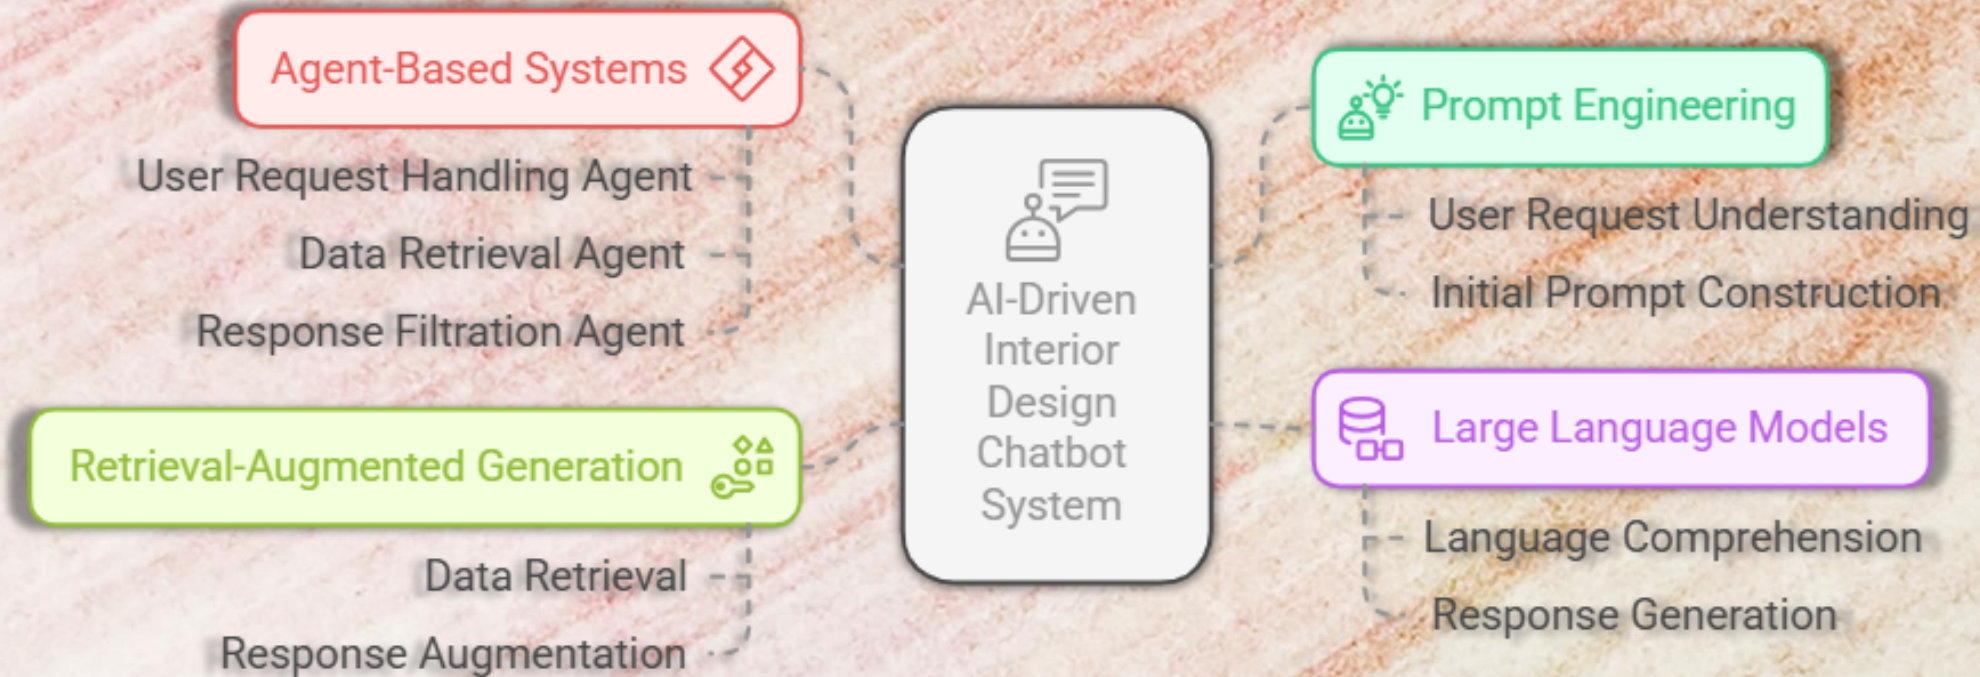 Agent-Based Systems
User Request Handling Agent
Data Retrieval Agent
Response Filtration Agent
Retrieval-Augmented Generation
Data Retrieval
Response Augmentation
AI-Driven
Interior
Design
Chatbot
System
Prompt Engineering
User Request Understanding
Initial Prompt Construction
Large Language Models
Language Comprehension
Response Generation